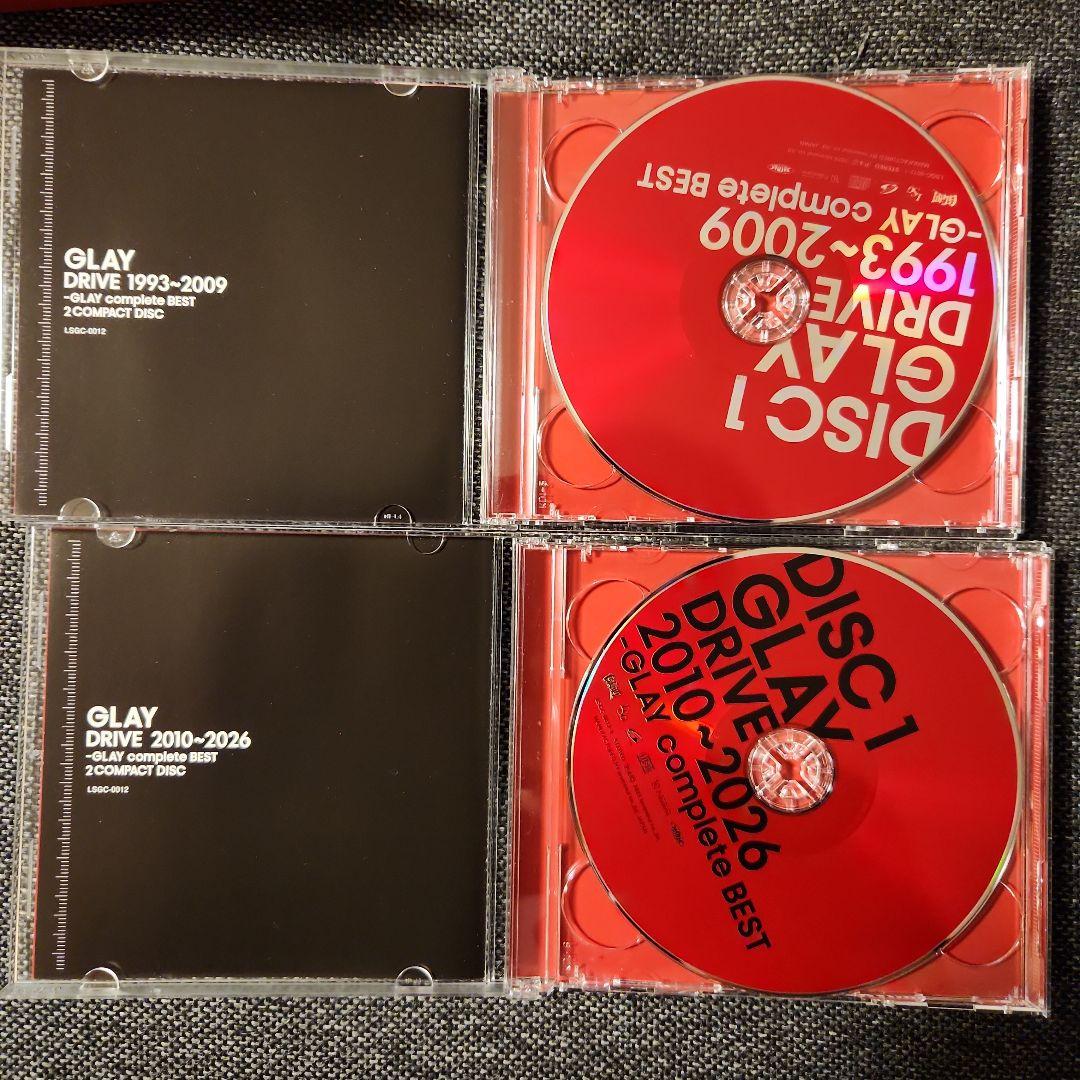 GLAY
DRIVE 1993~2009
-GLAY complete BEST
2 COMPACT DISC
LSGC-0012
DISC 1
GLAY
DRIVE
1993~2009
-GLAY complete BEST
GLAY
DRIVE 2010~2026
-GLAY complete BEST
2 COMPACT DISC
LSGC-0012
DISC 1
GLAY
DRIVE
2010~2026
-GLAY complete BEST